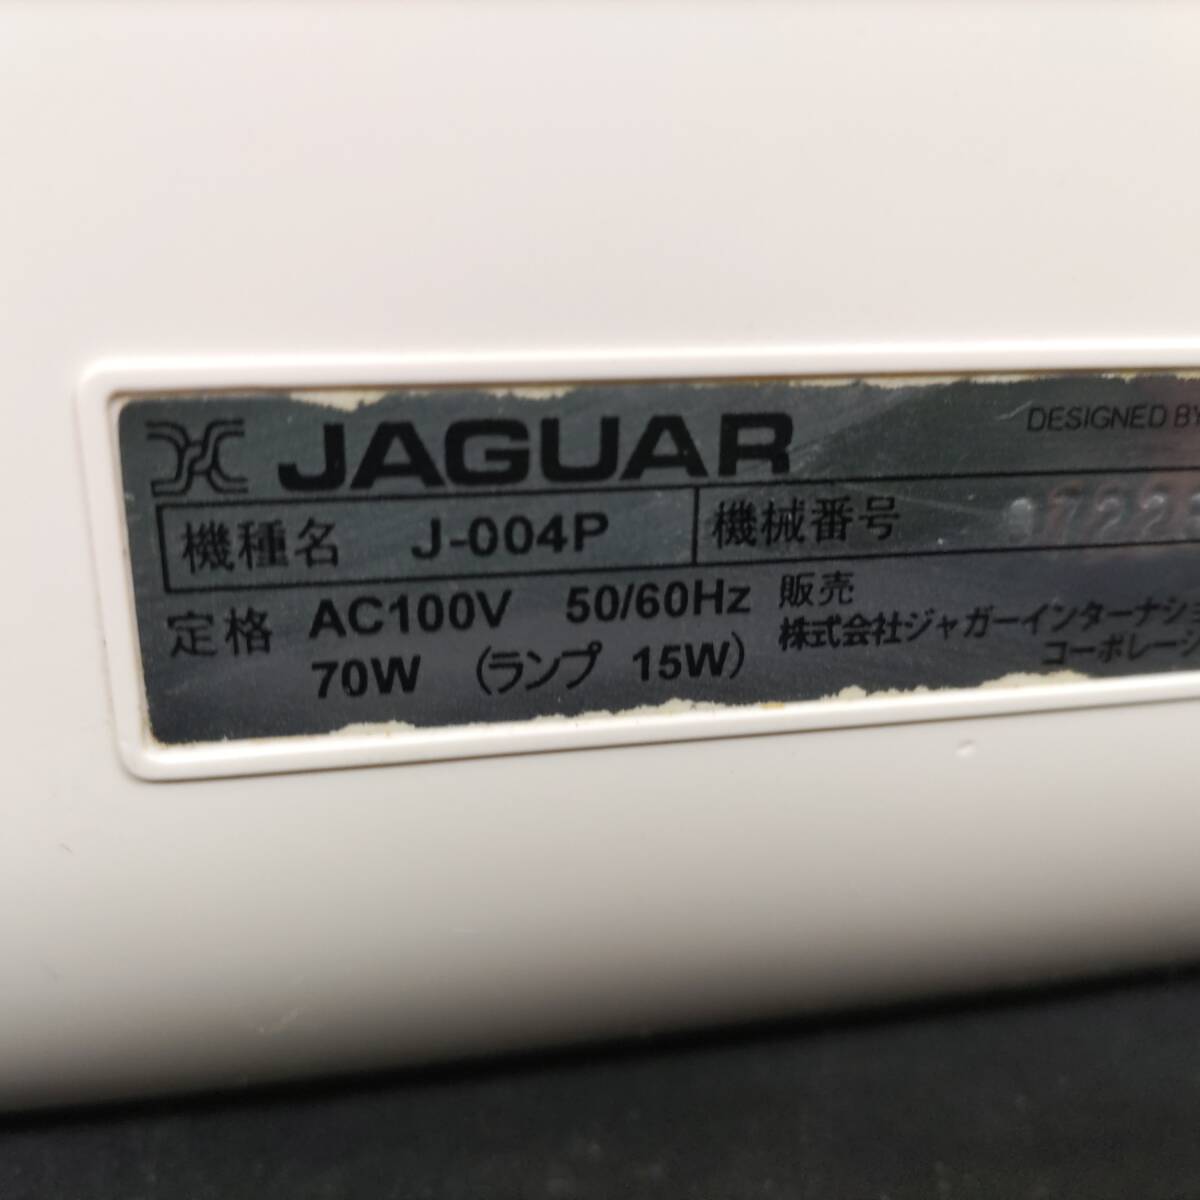 JAGUAR DESIGNED BY
機種名 J-004P 機械番号
定格 AC100V 50/60Hz 販売
70W (ランプ 15W) 株式会社ジャガーインターナショ
コーポレーシ